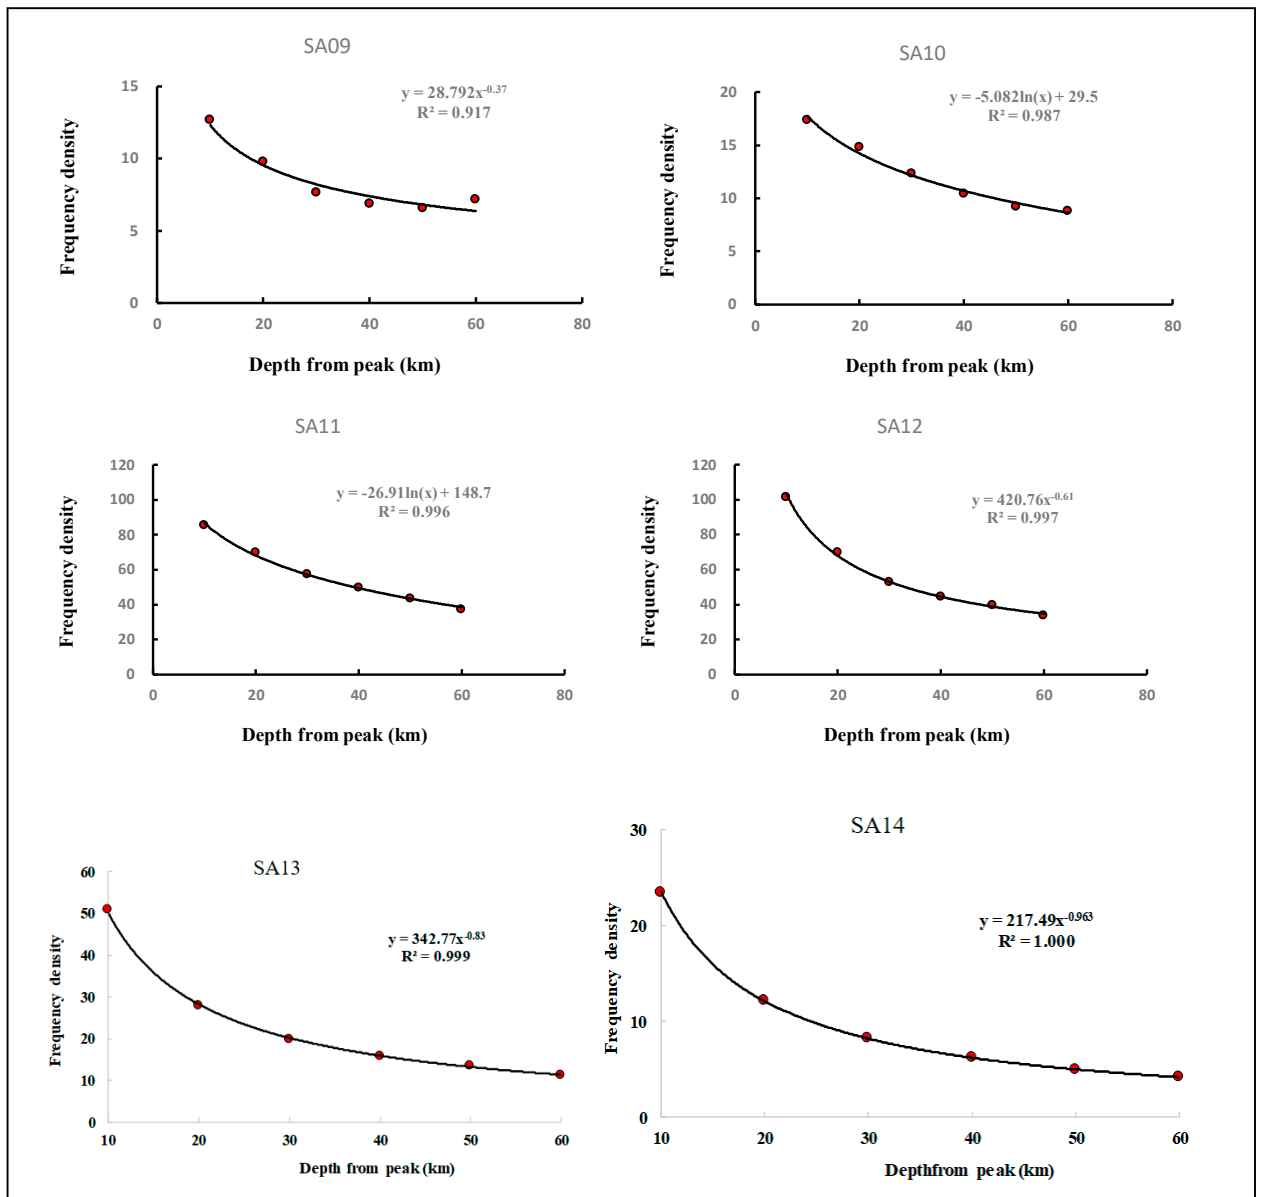 SA09
y = 28.792x^-0.37
R² = 0.917
15
10
5
0
0 20 40 60 80
Frequency density
Depth from peak (km)
SA10
y = -5.082ln(x) + 29.5
R² = 0.987
20
15
10
5
0
0 20 40 60 80
Frequency density
Depth from peak (km)
SA11
y = -26.91ln(x) + 148.7
R² = 0.996
120
100
80
60
40
20
0
0 20 40 60 80
Frequency density
Depth from peak (km)
SA12
y = 420.76x^-0.61
R² = 0.997
120
100
80
60
40
20
0
0 20 40 60 80
Frequency density
Depth from peak (km)
SA13
y = 342.77x^-0.83
R² = 0.999
60
50
40
30
20
10
0
10 20 30 40 50 60
Frequency density
Depth from peak (km)
SA14
y = 217.49x^-0.963
R² = 1.000
30
20
10
0
10 20 30 40 50 60
Frequency density
Depthfrom peak (km)